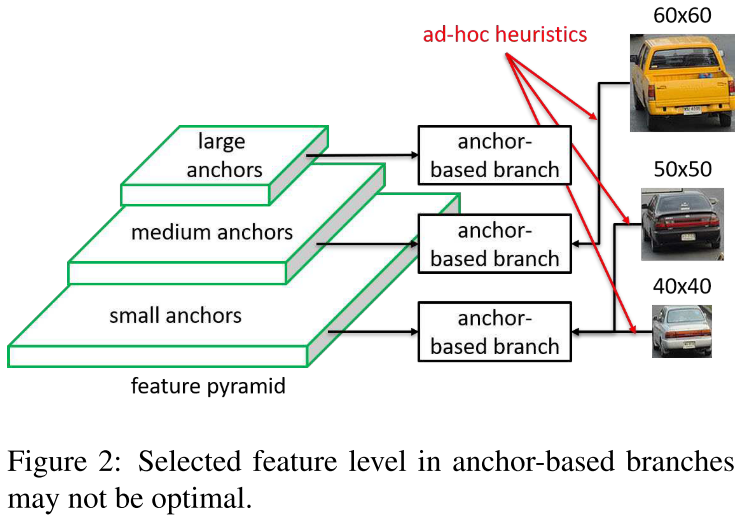 60x60
ad-hoc heuristics
large
anchors
anchor-
based branch
50x50
medium anchors
anchor-
based branch
40x40
small anchors
anchor-
based branch
feature pyramid
Figure 2: Selected feature level in anchor-based branches
may not be optimal.